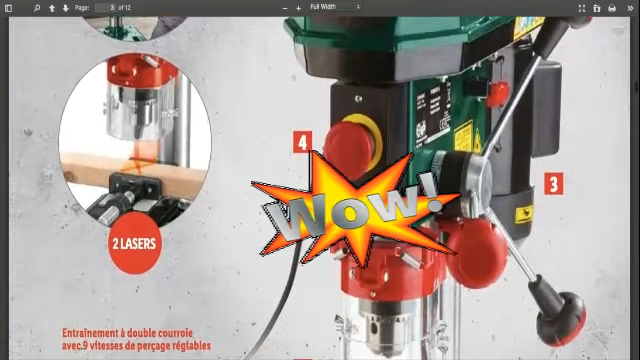 Page: 3 of 12
Full Width
4
Wow!
3
2 LASERS
Entraînement à double courroie
avec 9 vitesses de perçage réglables